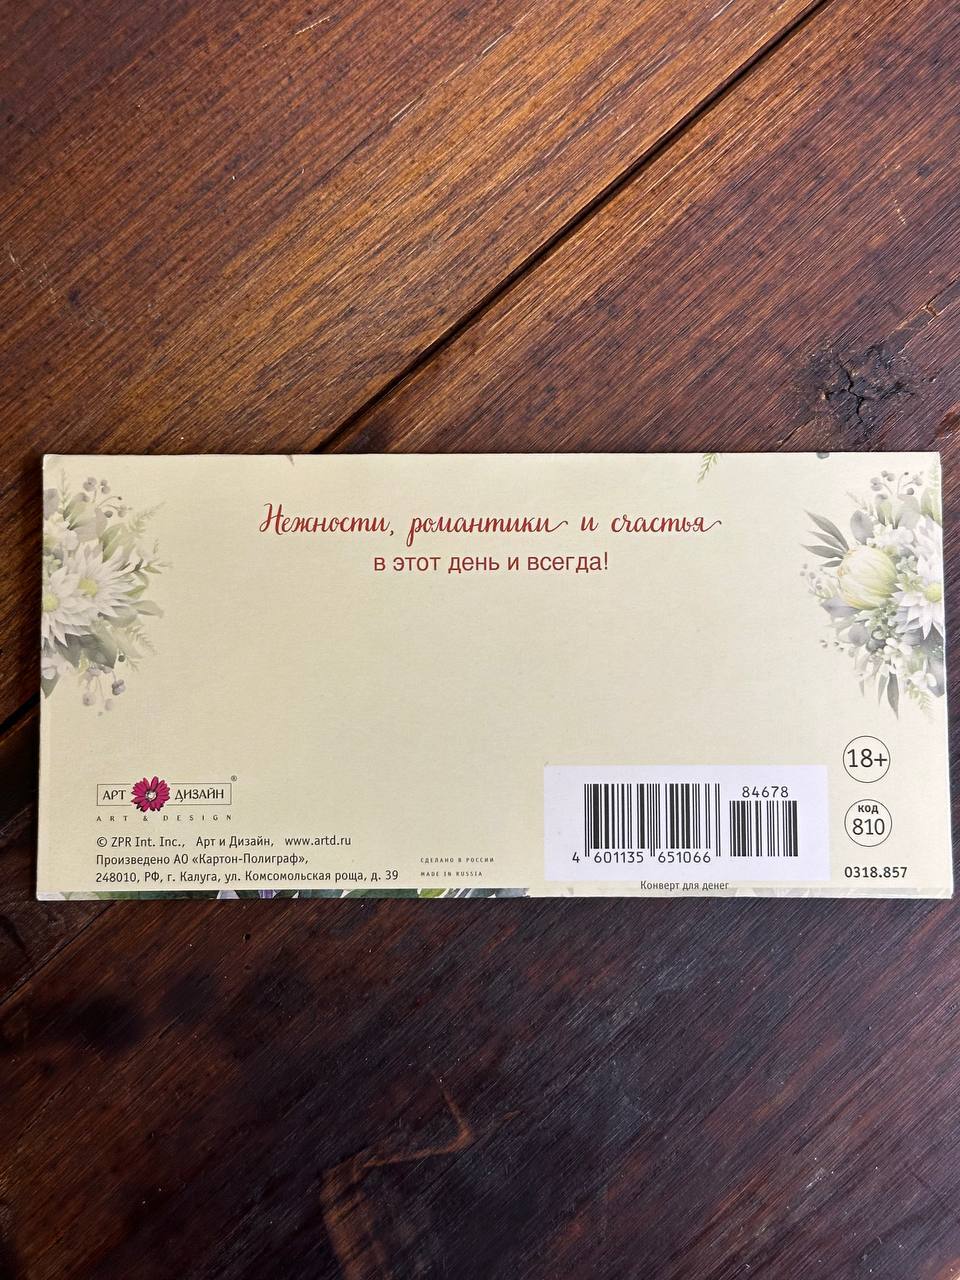 Нежности, романтики и счастья
в этот день и всегда!
18+
АРТ ДИЗАЙН ®
ART & DESIGN
© ZPR Int. Inc., Арт и Дизайн, www.artd.ru
Произведено АО «Картон-Полиграф»,
248010, РФ, г. Калуга, ул. Комсомольская роща, д. 39
СДЕЛАНО В РОССИИ
MADE IN RUSSIA
84678
4 601135 651066
Конверт для денег
код
810
0318.857